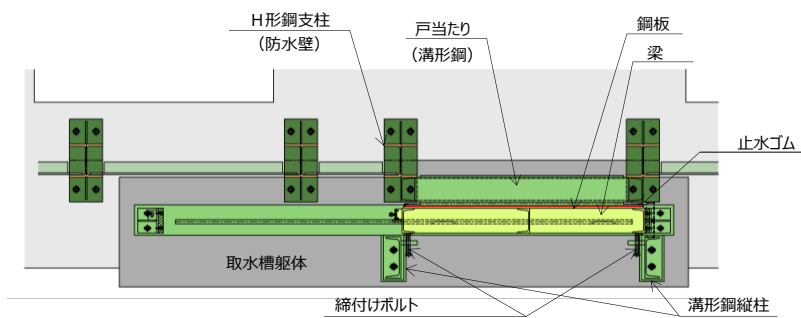 H形鋼支柱
（防水壁）
戸当たり
（溝形鋼）
鋼板
梁
止水ゴム
取水槽躯体
締付けボルト
溝形鋼縦柱